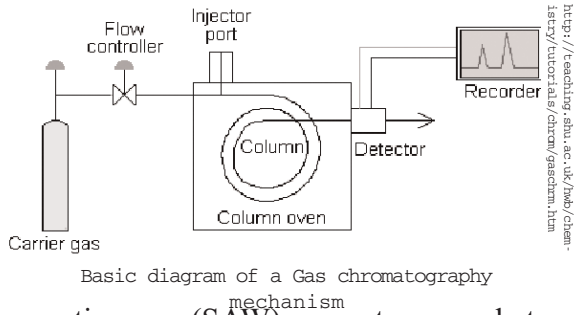 Flow
controller
Injector
port
Recorder
Column
Detector
Column oven
Carrier gas
http://teaching.shu.ac.uk/hwb/chem-
istry/tutorials/chrom/gaschrm.htm
Basic diagram of a Gas chromatography
mechanism
(SAW)